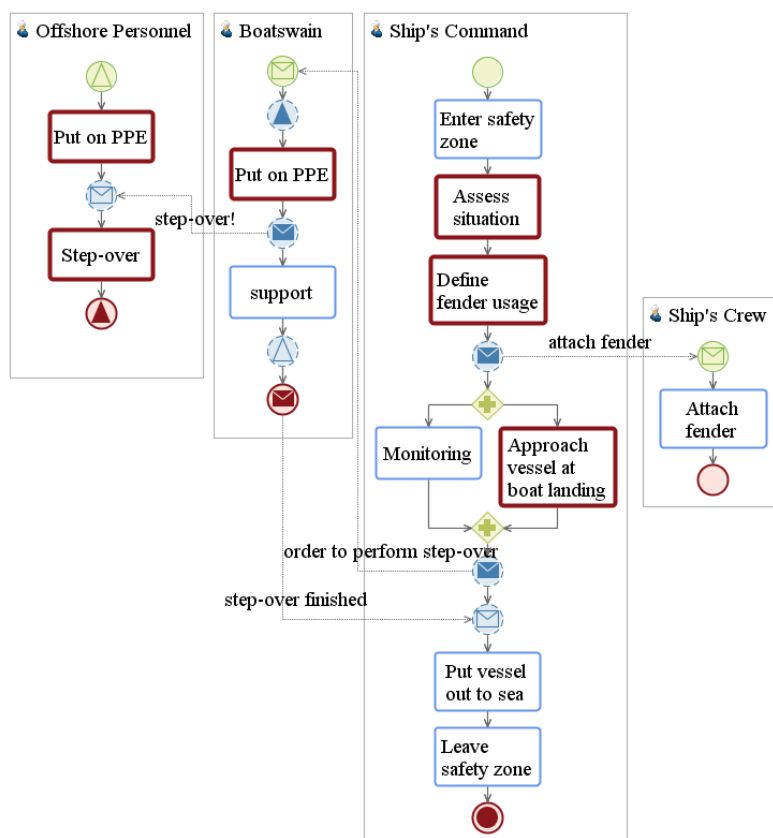 Offshore Personnel
Put on PPE
Step-over
Boatswain
Put on PPE
step-over!
support
Ship's Command
Enter safety
zone
Assess
situation
Define
fender usage
attach fender
Monitoring
Approach
vessel at
boat landing
order to perform step-over
step-over finished
Put vessel
out to sea
Leave
safety zone
Ship's Crew
Attach
fender